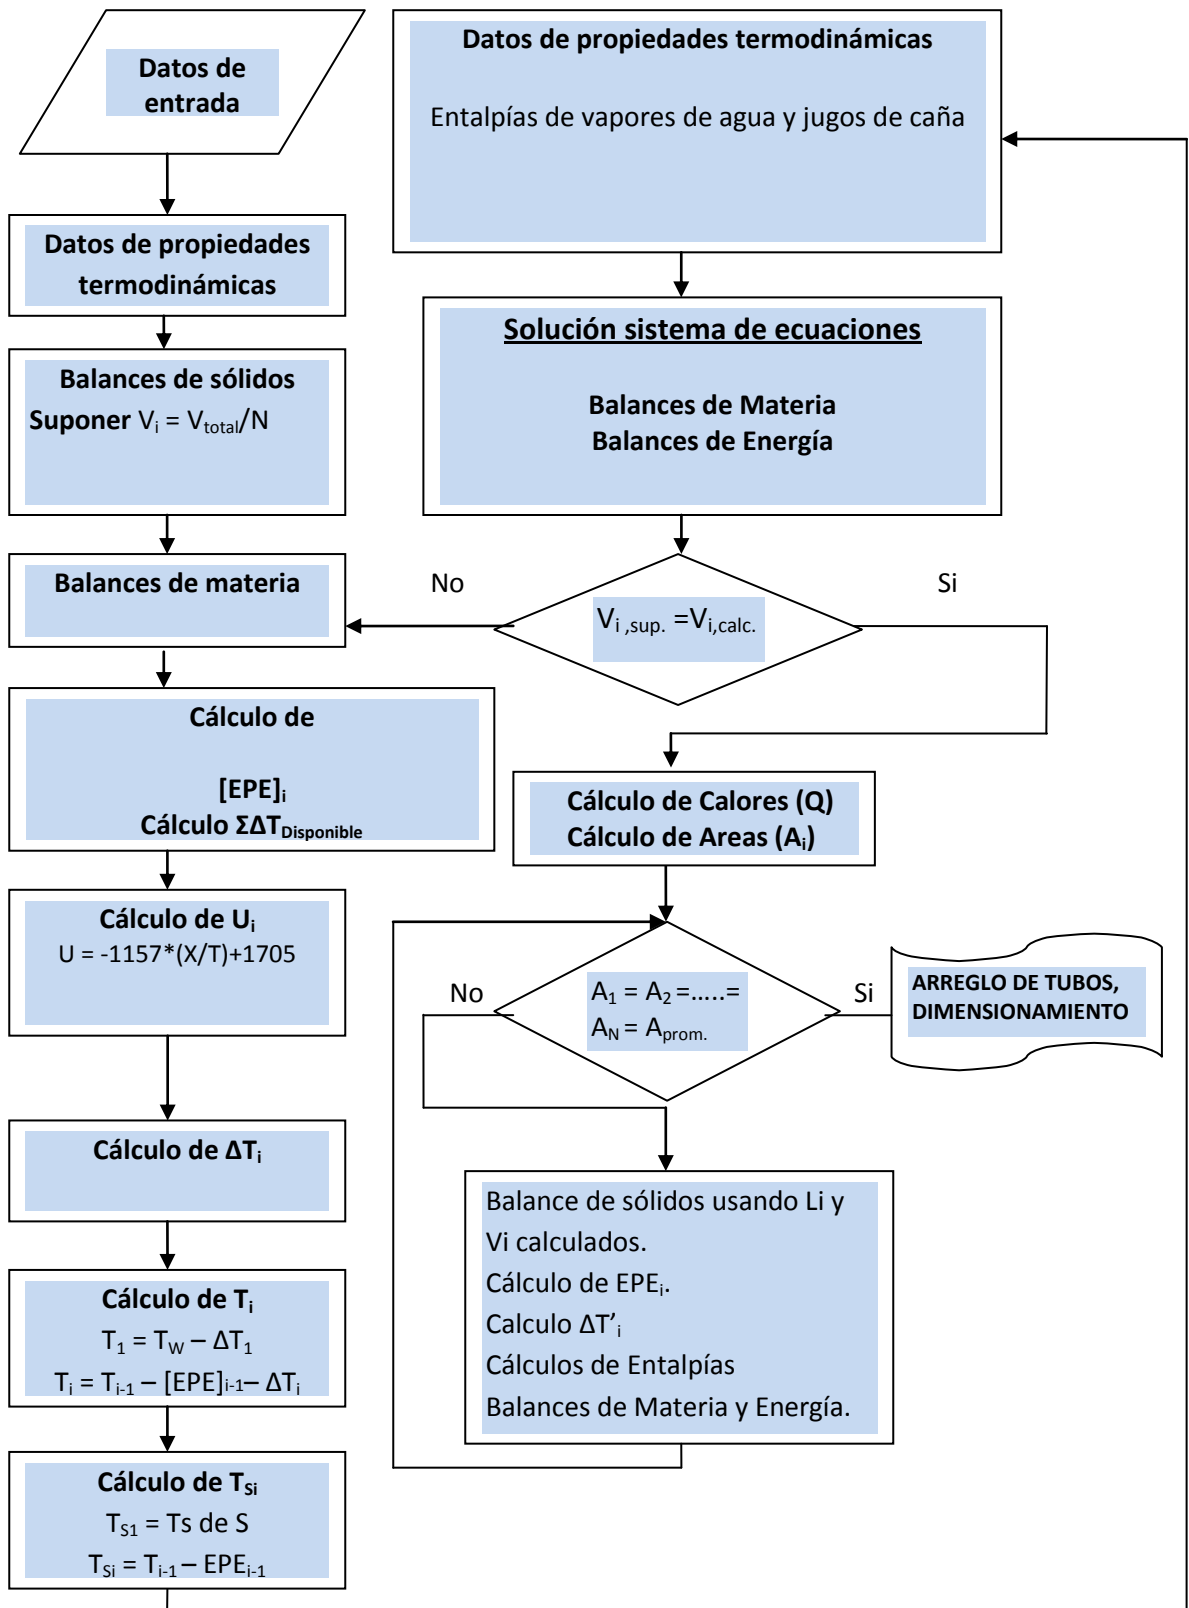 Datos de
entrada
Datos de propiedades
termodinámicas
Balances de sólidos
Suponer Vi = Vtotal/N
Balances de materia
Cálculo de
[EPE]i
Cálculo ΣΔTDisponible
Cálculo de Ui
U = -1157*(X/T)+1705
Cálculo de ΔTi
Cálculo de Ti
T1 = TW – ΔT1
Ti = Ti-1 – [EPE]i-1– ΔTi
Cálculo de TSi
TS1 = Ts de S
TSi = Ti-1 – EPEi-1
Datos de propiedades termodinámicas
Entalpías de vapores de agua y jugos de caña
Solución sistema de ecuaciones
Balances de Materia
Balances de Energía
No
Si
Vi ,sup. =Vi,calc.
Cálculo de Calores (Q)
Cálculo de Areas (Ai)
No
Si
A1 = A2 =…..=
AN = Aprom.
ARREGLO DE TUBOS,
DIMENSIONAMIENTO
Balance de sólidos usando Li y
Vi calculados.
Cálculo de EPEi.
Calculo ΔT’i
Cálculos de Entalpías
Balances de Materia y Energía.